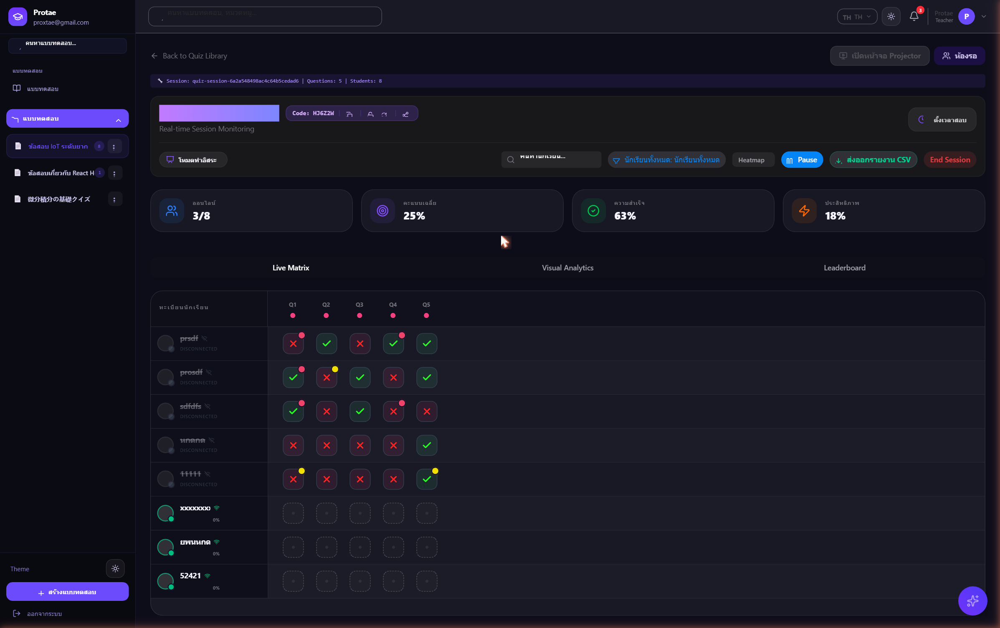 Protae
proxtae@gmail.com
ค้นหาแบบทดสอบ...
แบบทดสอบ
แบบทดสอบ
แบบทดสอบ
ข้อสอบ IoT ระดับยาก 8
ข้อสอบเกี่ยวกับ React H 1
微分積分の基礎クイズ
Theme
สร้างแบบทดสอบ
ออกจากระบบ
ค้นหาแบบทดสอบ, หมวดหมู่...
TH TH
3
Protae
Teacher
P
Back to Quiz Library
เปิดหน้าจอ Projector
ห้องรอ
Session: quiz-session-6a2a548498ac4c64b5cedad6 | Questions: 5 | Students: 8
Code: HJ6Z2W
Real-time Session Monitoring
ตั้งเวลาสอบ
โหมดทำอิสระ
ค้นหานักเรียน...
นักเรียนทั้งหมด: นักเรียนทั้งหมด
Heatmap
Pause
ส่งออกรายงาน CSV
End Session
ออนไลน์
3/8
คะแนนเฉลี่ย
25%
ความสำเร็จ
63%
ประสิทธิภาพ
18%
Live Matrix
Visual Analytics
Leaderboard
ทะเบียนนักเรียน
Q1 Q2 Q3 Q4 Q5
prsdf
DISCONNECTED
prosdf
DISCONNECTED
sdfdfs
DISCONNECTED
หกดกด
DISCONNECTED
11111
DISCONNECTED
0%
ยพนหกด
0%
52421
0%